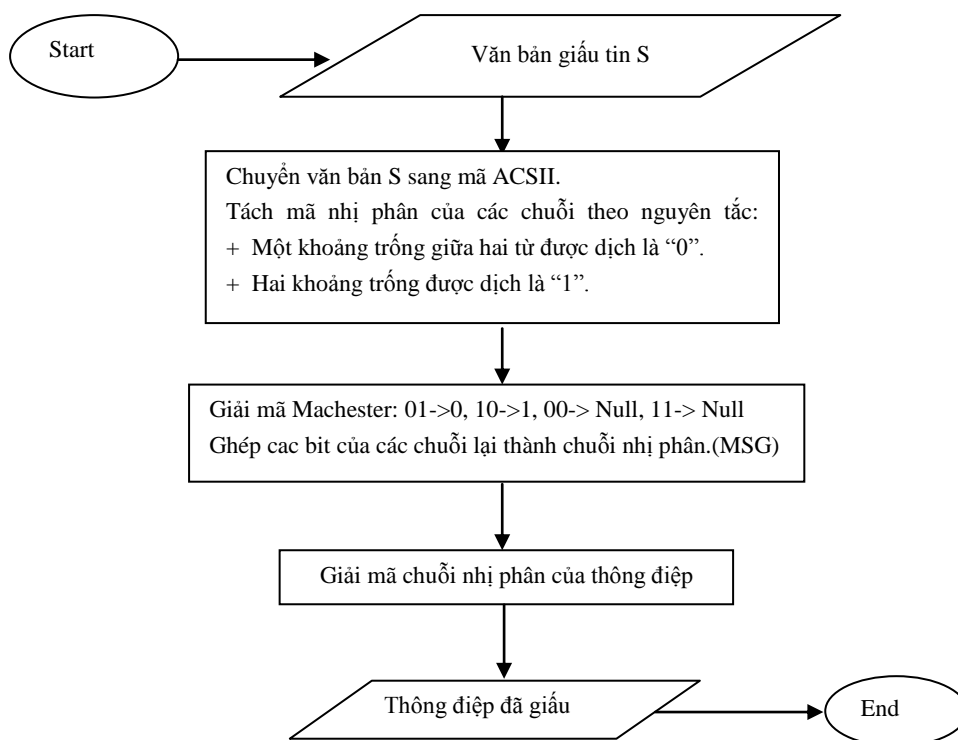 Start
Văn bản giấu tin S
Chuyển văn bản S sang mã ACSII.
Tách mã nhị phân của các chuỗi theo nguyên tắc:
+ Một khoảng trống giữa hai từ được dịch là “0”.
+ Hai khoảng trống được dịch là “1”.
Giải mã Machester: 01->0, 10->1, 00-> Null, 11-> Null
Ghép cac bit của các chuỗi lại thành chuỗi nhị phân.(MSG)
Giải mã chuỗi nhị phân của thông điệp
Thông điệp đã giấu
End